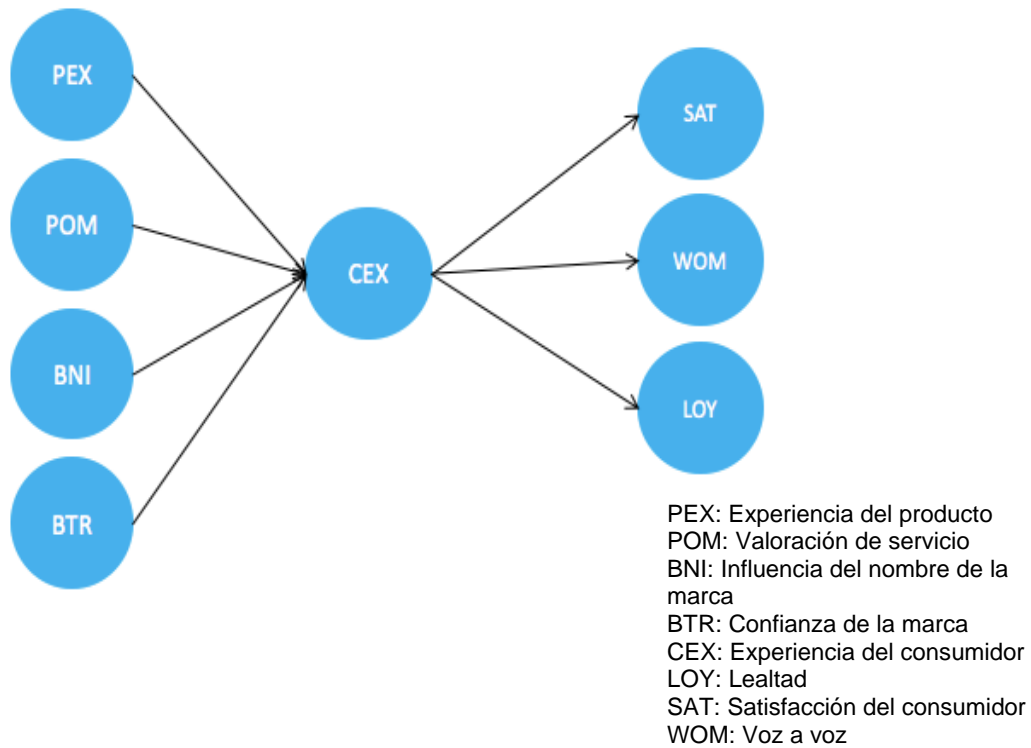 PEX
POM
BNI
BTR
CEX
SAT
WOM
LOY
PEX: Experiencia del producto
POM: Valoración de servicio
BNI: Influencia del nombre de la
marca
BTR: Confianza de la marca
CEX: Experiencia del consumidor
LOY: Lealtad
SAT: Satisfacción del consumidor
WOM: Voz a voz